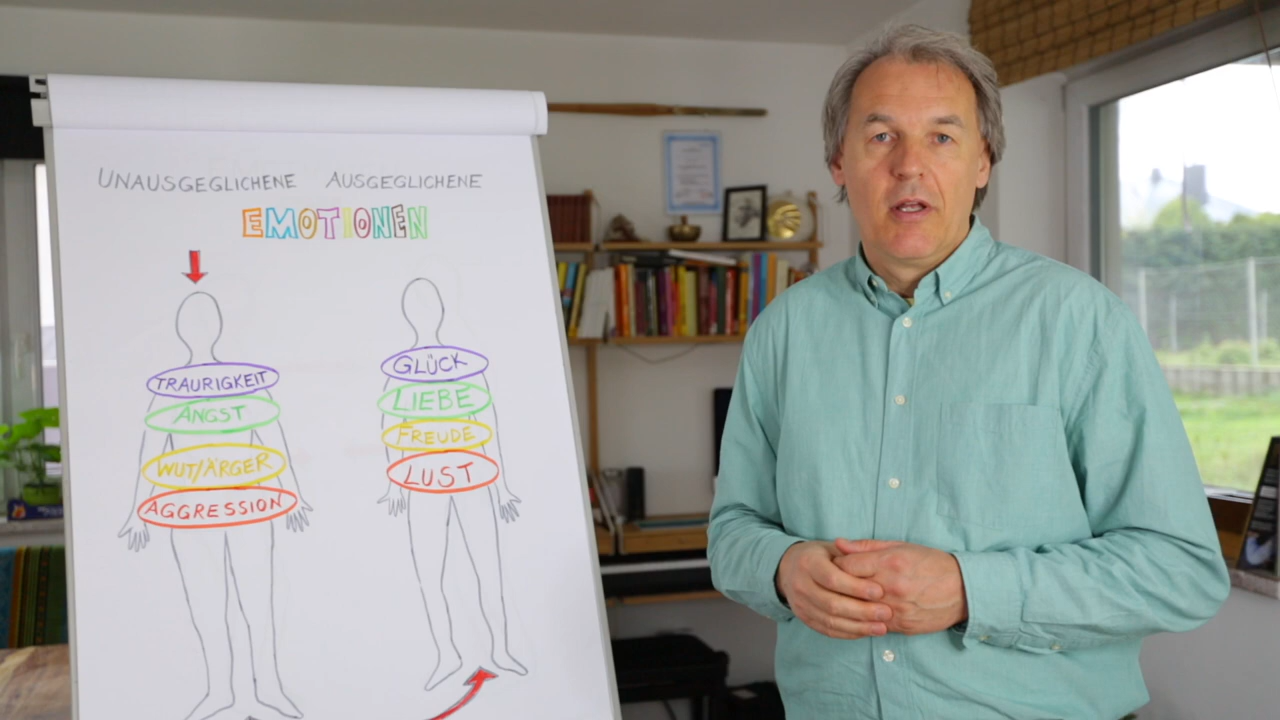 UNAUSGEGLICHENE AUSGEGLICHENE
EMOTIONEN
TRAURIGKEIT
ANGST
WUT/ÄRGER
AGGRESSION
GLÜCK
LIEBE
FREUDE
LUST